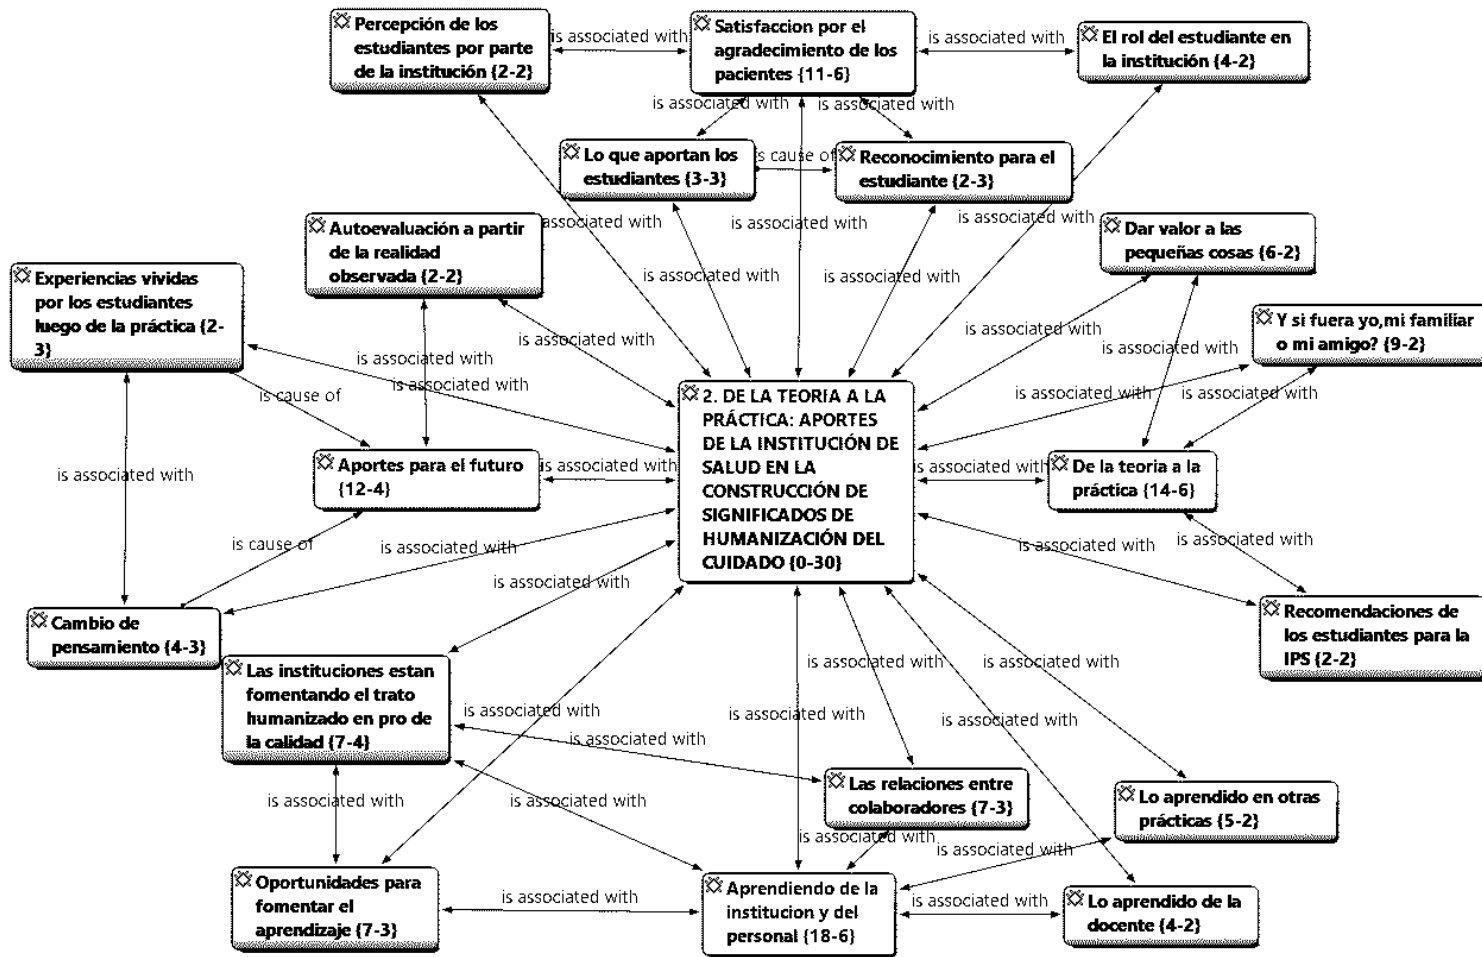 Percepción de los
estudiantes por parte
de la institución {2-2}
is associated with
Satisfaccion por el
agradecimiento de los
pacientes {11-6}
is associated with
El rol del estudiante en
la institución {4-2}
is associated with
is associated with
Lo que aportan los
estudiantes {3-3}
is cause of
Reconocimiento para el
estudiante {2-3}
Autoevaluación a partir
de la realidad
observada {2-2}
is associated with
is associated with
is associated with
Dar valor a las
pequeñas cosas {6-2}
is associated with
is associated with
Experiencias vividas
por los estudiantes
luego de la práctica {2-
3}
Y si fuera yo,mi familiar
o mi amigo? {9-2}
is associated with
is associated with
is associated with
is associated with
is associated with
is cause of
2. DE LA TEORIA A LA
PRÁCTICA: APORTES
DE LA INSTITUCIÓN DE
SALUD EN LA
CONSTRUCCIÓN DE
SIGNIFICADOS DE
HUMANIZACIÓN DEL
CUIDADO {0-30}
Aportes para el futuro
{12-4}
is associated with
is associated with
De la teoria a la
práctica {14-6}
is associated with
is cause of
is associated with
is associated with
is associated with
is associated with
Cambio de
pensamiento {4-3}
Recomendaciones de
los estudiantes para la
IPS {2-2}
Las instituciones estan
fomentando el trato
humanizado en pro de
la calidad {7-4}
is associated with
is associated with
is associated with
is associated with
is associated with
is associated with
Las relaciones entre
colaboradores {7-3}
Lo aprendido en otras
prácticas {5-2}
is associated with
is associated with
is associated with
is associated with
Oportunidades para
fomentar el
aprendizaje {7-3}
is associated with
Aprendiendo de la
institucion y del
personal {18-6}
is associated with
Lo aprendido de la
docente {4-2}